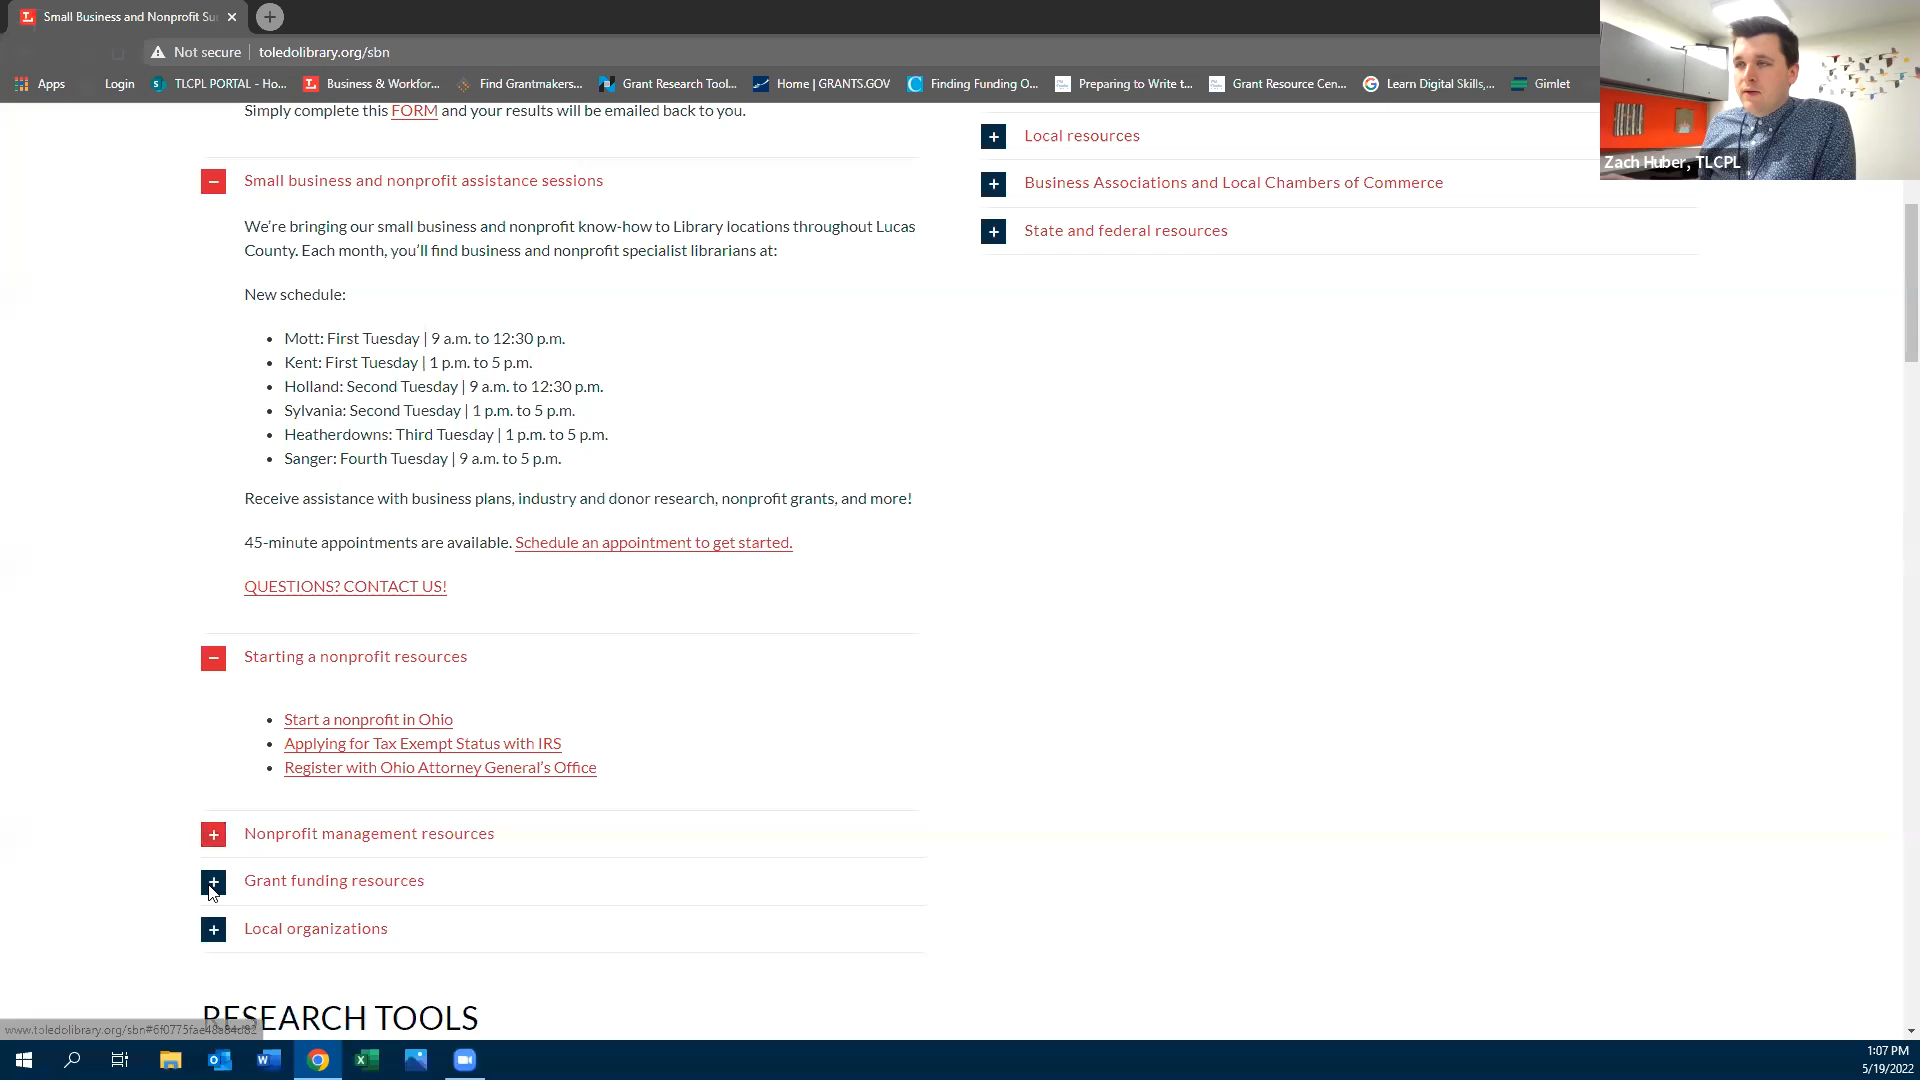 Small Business and Nonprofit Su
Not secure
toledolibrary.org/sbn
Apps
Login
TLCPL PORTAL - Ho...
Business & Workfor...
Find Grantmakers...
Grant Research Tool...
Home | GRANTS.GOV
Finding Funding O...
Preparing to Write t...
Grant Resource Cen...
Learn Digital Skills,...
Gimlet
Zach Huber, TLCPL
Simply complete this FORM and your results will be emailed back to you.
Small business and nonprofit assistance sessions
We're bringing our small business and nonprofit know-how to Library locations throughout Lucas
County. Each month, you'll find business and nonprofit specialist librarians at:
New schedule:
• Mott: First Tuesday | 9 a.m. to 12:30 p.m.
• Kent: First Tuesday | 1 p.m. to 5 p.m.
• Holland: Second Tuesday | 9 a.m. to 12:30 p.m.
• Sylvania: Second Tuesday | 1 p.m. to 5 p.m.
• Heatherdowns: Third Tuesday | 1 p.m. to 5 p.m.
• Sanger: Fourth Tuesday | 9 a.m. to 5 p.m.
Receive assistance with business plans, industry and donor research, nonprofit grants, and more!
45-minute appointments are available. Schedule an appointment to get started.
QUESTIONS? CONTACT US!
Starting a nonprofit resources
• Start a nonprofit in Ohio
• Applying for Tax Exempt Status with IRS
• Register with Ohio Attorney General's Office
Nonprofit management resources
Grant funding resources
Local organizations
RESEARCH TOOLS
Local resources
Business Associations and Local Chambers of Commerce
State and federal resources
www.toledolibrary.org/sbn#6f0775fae48a84d82
1:07 PM
5/19/2022